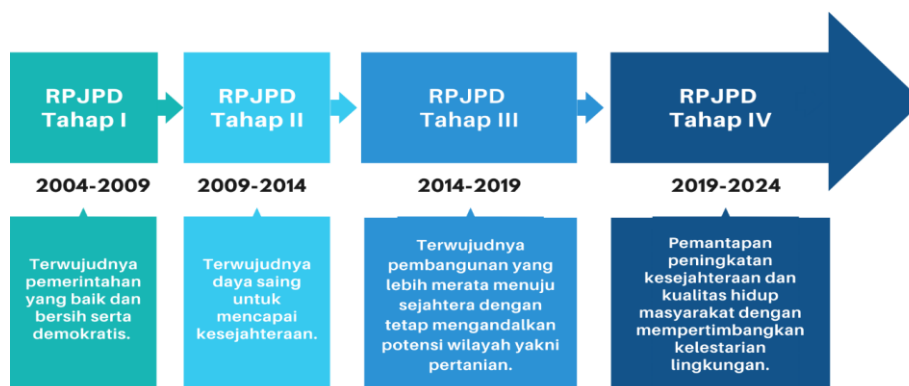 RPJPD
Tahap I
RPJPD
Tahap II
RPJPD
Tahap III
RPJPD
Tahap IV
2004-2009
2009-2014
2014-2019
2019-2024
Terwujudnya
pemerintahan
yang baik dan
bersih serta
demokratis.
Terwujudnya
daya saing
untuk
mencapai
kesejahteraan.
Terwujudnya
pembangunan yang
lebih merata menuju
sejahtera dengan
tetap mengandalkan
potensi wilayah yakni
pertanian.
Pemantapan
peningkatan
kesejahteraan dan
kualitas hidup
masyarakat dengan
mempertimbangkan
kelestarian
lingkungan.